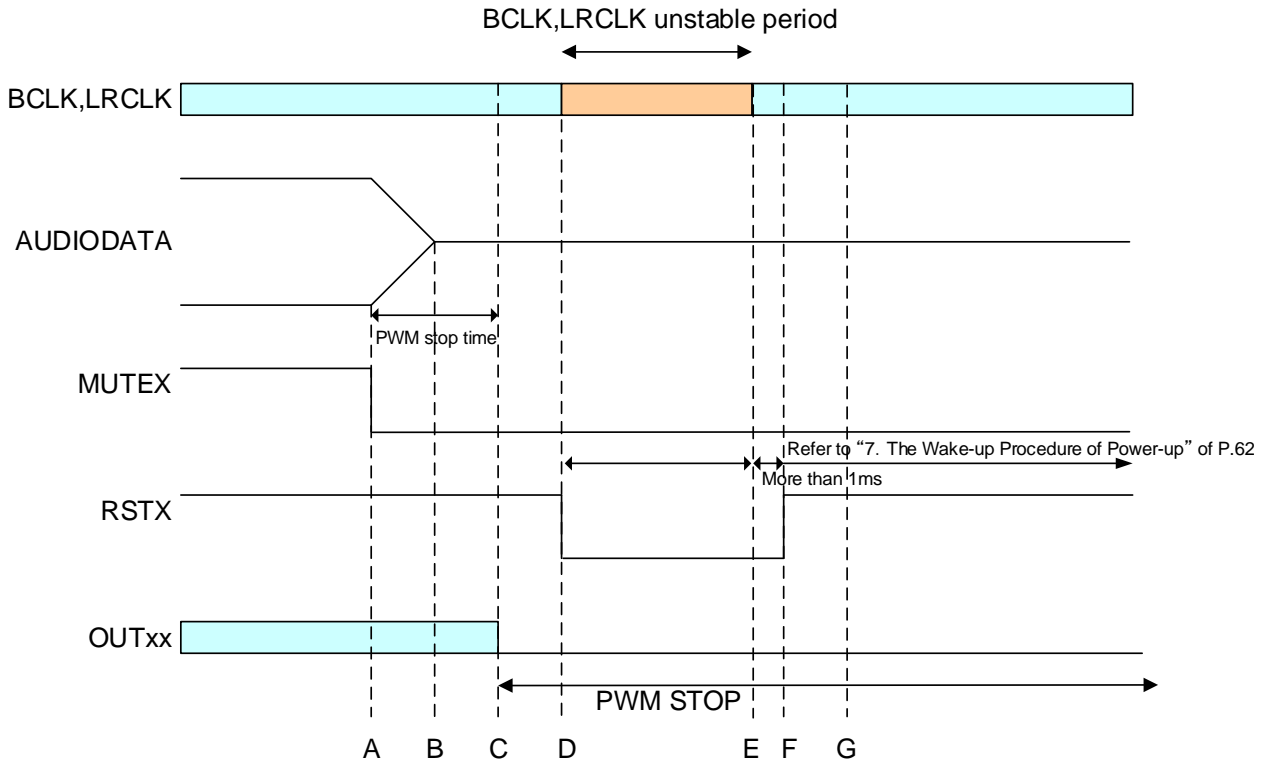 BCLK,LRCLK unstable period
BCLK,LRCLK
AUDIODATA
PWM stop time
MUTEX
Refer to “7. The Wake-up Procedure of Power-up” of P.62
More than 1ms
RSTX
OUTxx
PWM STOP
A B C D E F G